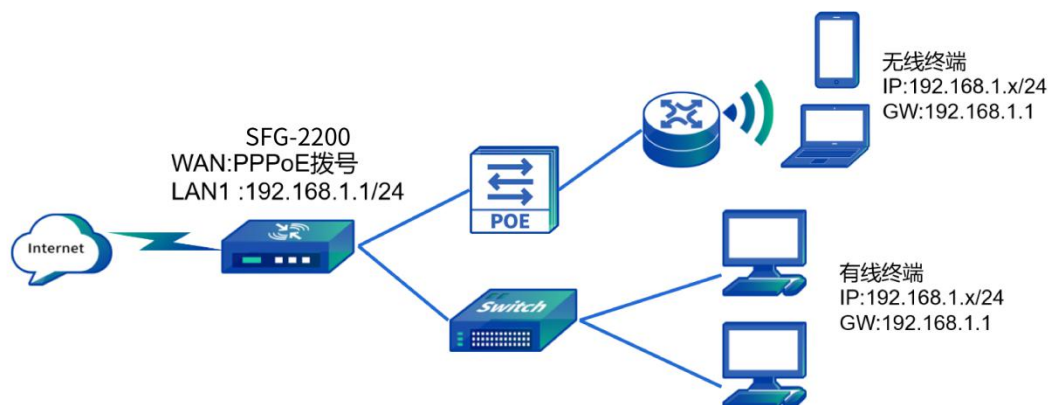 SFG-2200
WAN:PPPoE拨号
LAN1 :192.168.1.1/24
Internet
POE
Switch
无线终端
IP:192.168.1.x/24
GW:192.168.1.1
有线终端
IP:192.168.1.x/24
GW:192.168.1.1